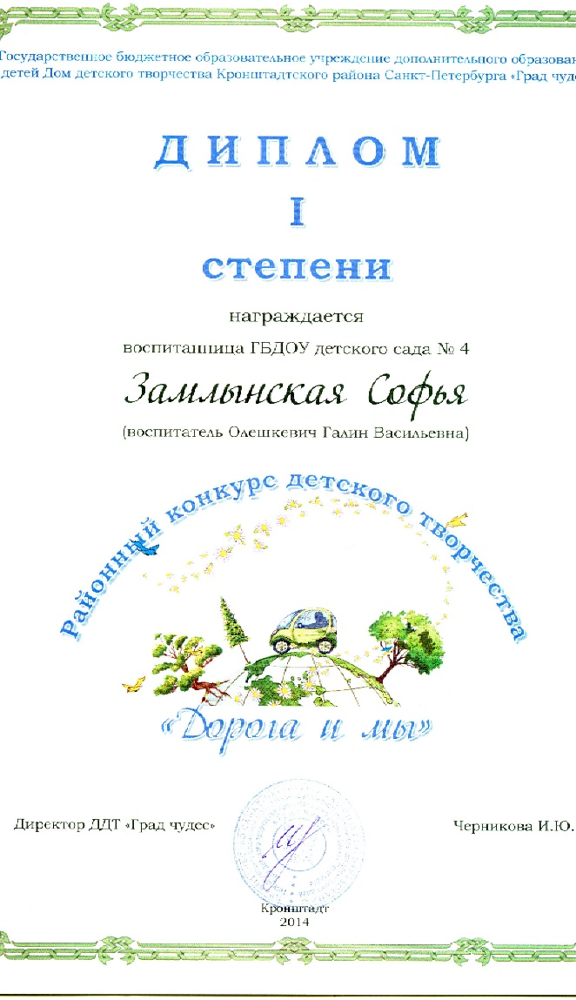 Государственное бюджетное образовательное учреждение дополнительного образован
детей Дом детского творчества Кронштадтского района Санкт-Петербурга «Град чуде
ДИПЛОМ
I
степени
награждается
воспитанница ГБДОУ детского сада № 4
Замлынская Софья
(воспитатель Олешкевич Галин Васильевна)
Районный конкурс детского творчества
«Дорога и мы»
Директор ДДТ «Град чудес»
Черникова И.Ю.
Кронштадт
2014